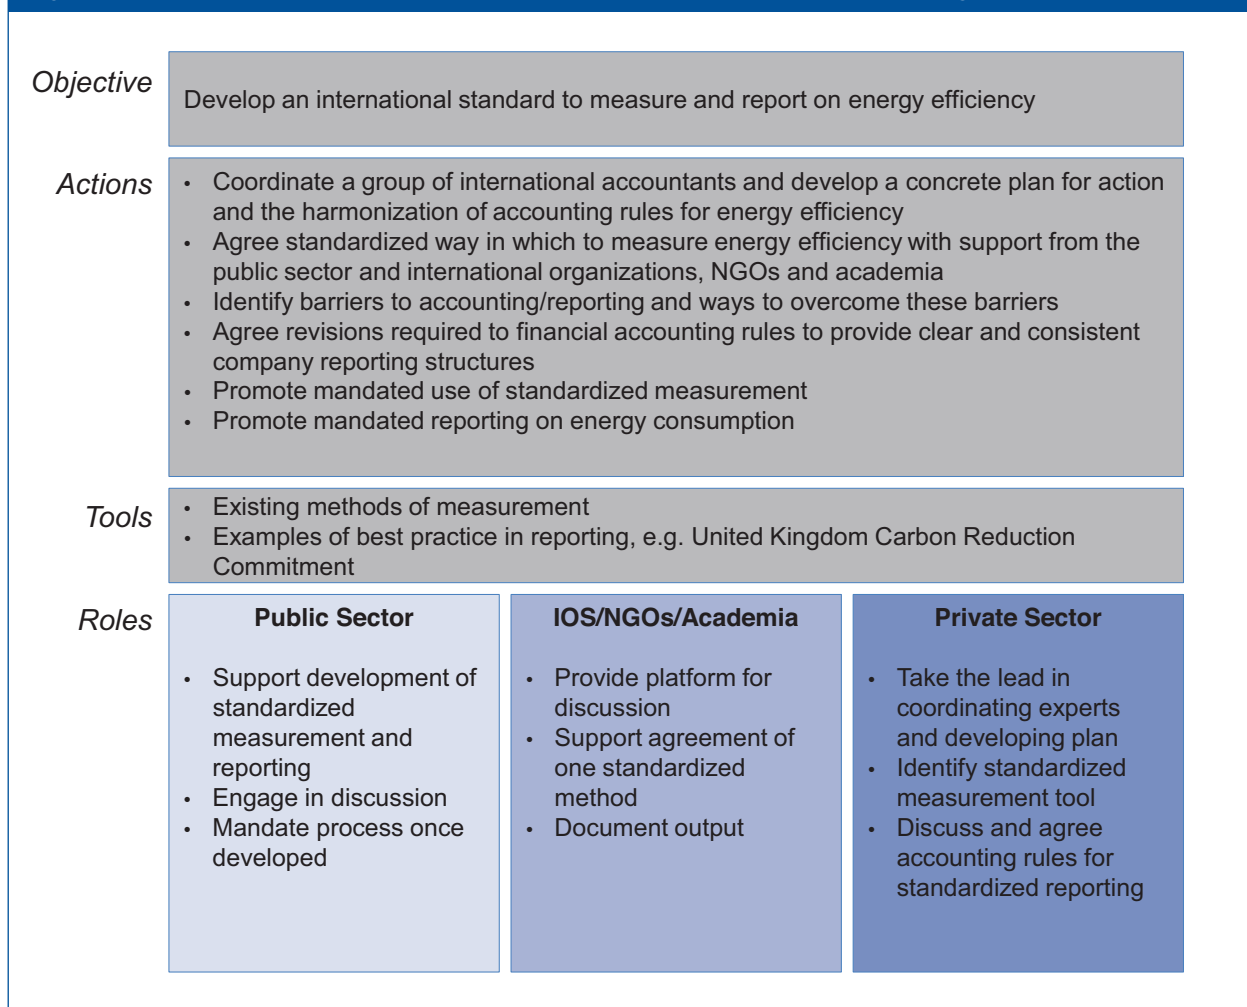 Objective
Develop an international standard to measure and report on energy efficiency
Actions
• Coordinate a group of international accountants and develop a concrete plan for action
and the harmonization of accounting rules for energy efficiency
• Agree standardized way in which to measure energy efficiency with support from the
public sector and international organizations, NGOs and academia
• Identify barriers to accounting/reporting and ways to overcome these barriers
• Agree revisions required to financial accounting rules to provide clear and consistent
company reporting structures
• Promote mandated use of standardized measurement
• Promote mandated reporting on energy consumption
Tools
• Existing methods of measurement
• Examples of best practice in reporting, e.g. United Kingdom Carbon Reduction
Commitment
Roles
Public Sector
• Support development of
standardized
measurement and
reporting
• Engage in discussion
• Mandate process once
developed
IOS/NGOs/Academia
• Provide platform for
discussion
• Support agreement of
one standardized
method
• Document output
Private Sector
• Take the lead in
coordinating experts
and developing plan
• Identify standardized
measurement tool
• Discuss and agree
accounting rules for
standardized reporting